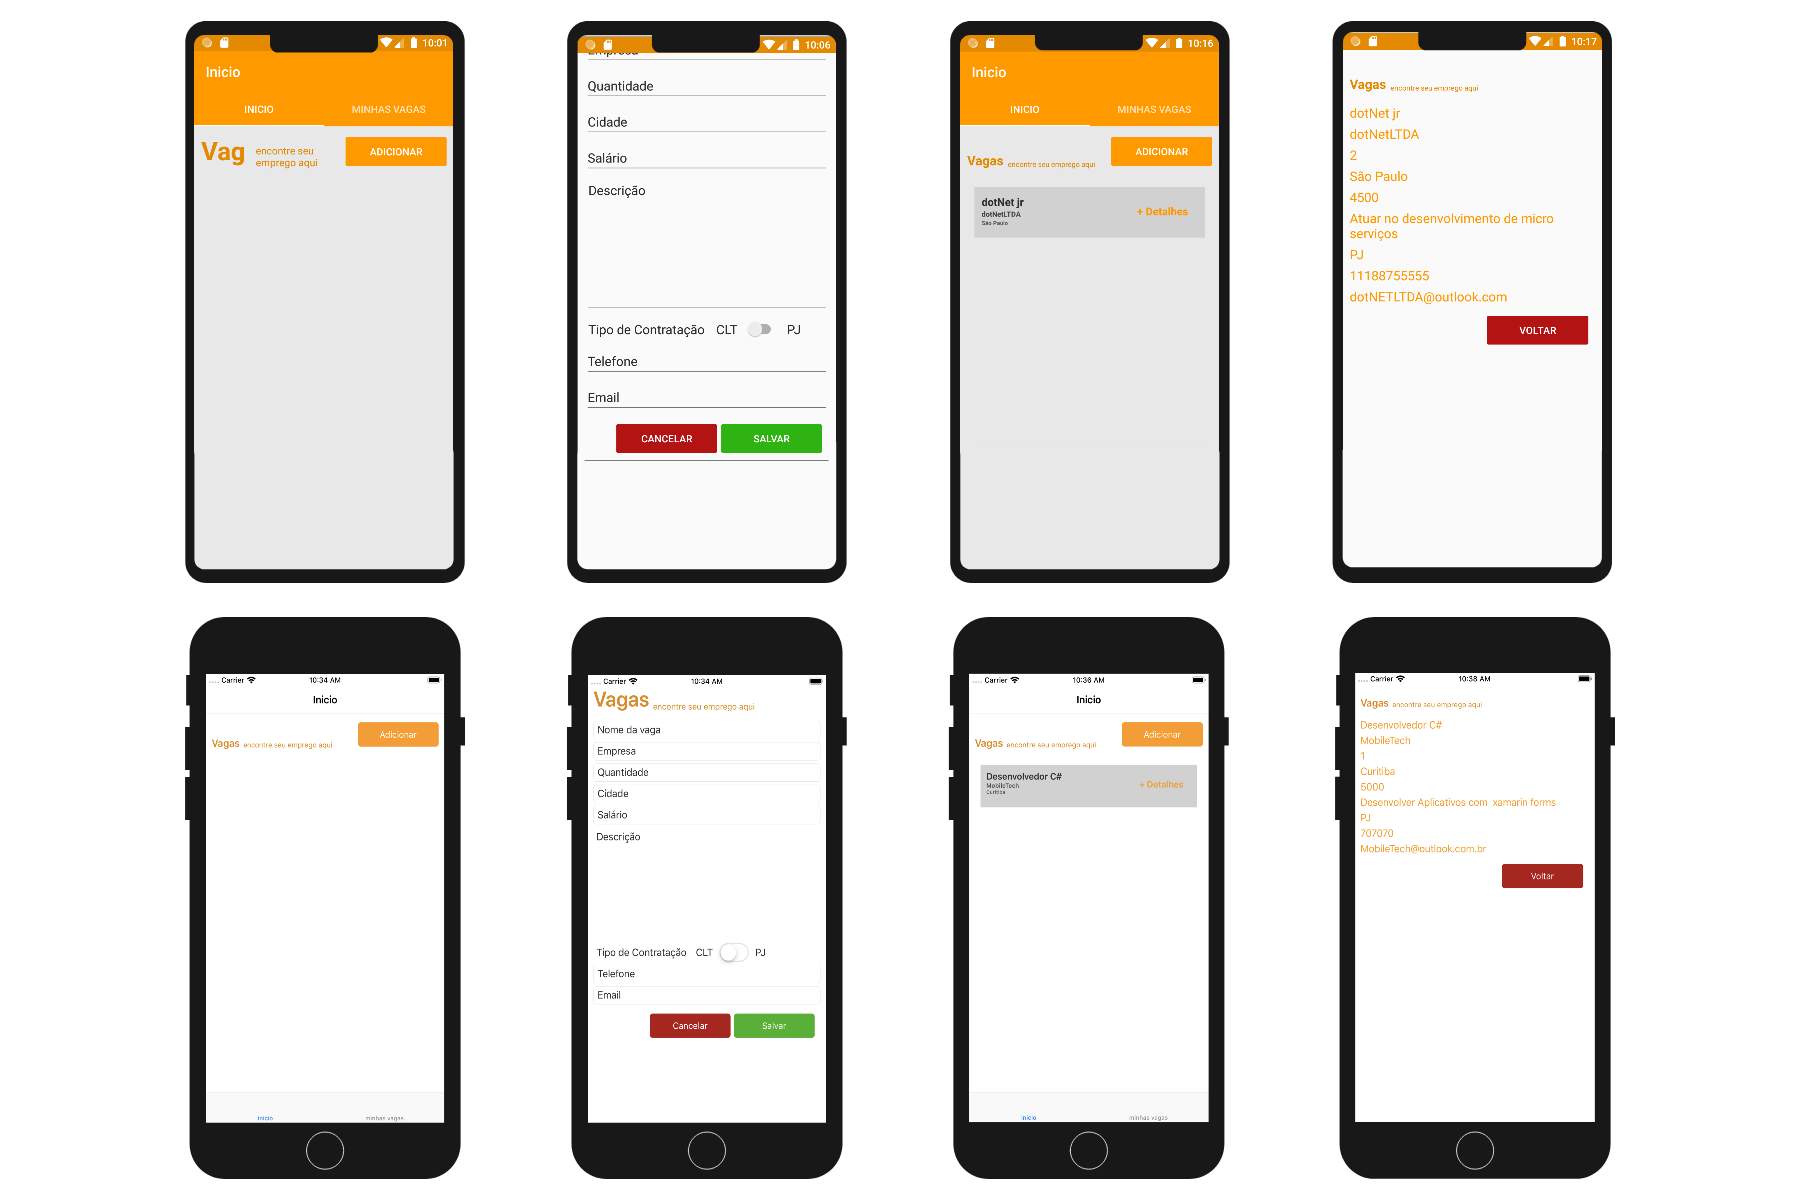 10:01
Inicio
INICIO MINHAS VAGAS
Vag encontre seu
emprego aqui
ADICIONAR
10:06
Empresa
Quantidade
Cidade
Salário
Descrição
Tipo de Contratação CLT PJ
Telefone
Email
CANCELAR SALVAR
10:16
Inicio
INICIO MINHAS VAGAS
ADICIONAR
Vagas encontre seu emprego aqui
dotNet jr
dotNetLTDA
São Paulo
+ Detalhes
10:17
Vagas encontre seu emprego aqui
dotNet jr
dotNetLTDA
2
São Paulo
4500
Atuar no desenvolvimento de micro
serviços
PJ
11188755555
dotNETLTDA@outlook.com
VOLTAR
Carrier 10:34 AM
Inicio
Adicionar
Vagas encontre seu emprego aqui
inicio minhas vagas
Carrier 10:34 AM
Vagas encontre seu emprego aqui
Nome da vaga
Empresa
Quantidade
Cidade
Salário
Descrição
Tipo de Contratação CLT PJ
Telefone
Email
Cancelar Salvar
Carrier 10:36 AM
Inicio
Adicionar
Vagas encontre seu emprego aqui
Desenvolvedor C#
MobileTech
Curitiba
+ Detalhes
inicio minhas vagas
Carrier 10:38 AM
Vagas encontre seu emprego aqui
Desenvolvedor C#
MobileTech
1
Curitiba
5000
Desenvolver Aplicativos com xamarin forms
PJ
707070
MobileTech@outlook.com.br
Voltar